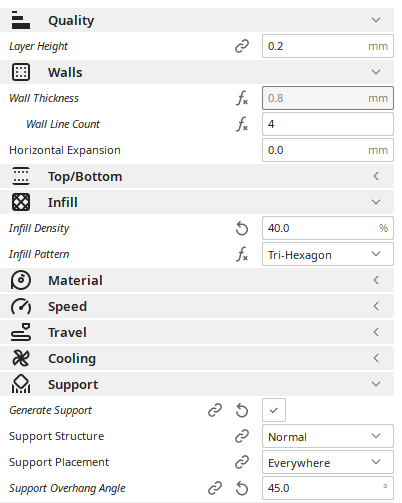 Quality
Layer Height 0.2 mm
Walls
Wall Thickness 0.8 mm
Wall Line Count 4
Horizontal Expansion 0.0 mm
Top/Bottom
Infill
Infill Density 40.0 %
Infill Pattern Tri-Hexagon
Material
Speed
Travel
Cooling
Support
Generate Support
Support Structure Normal
Support Placement Everywhere
Support Overhang Angle 45.0 °